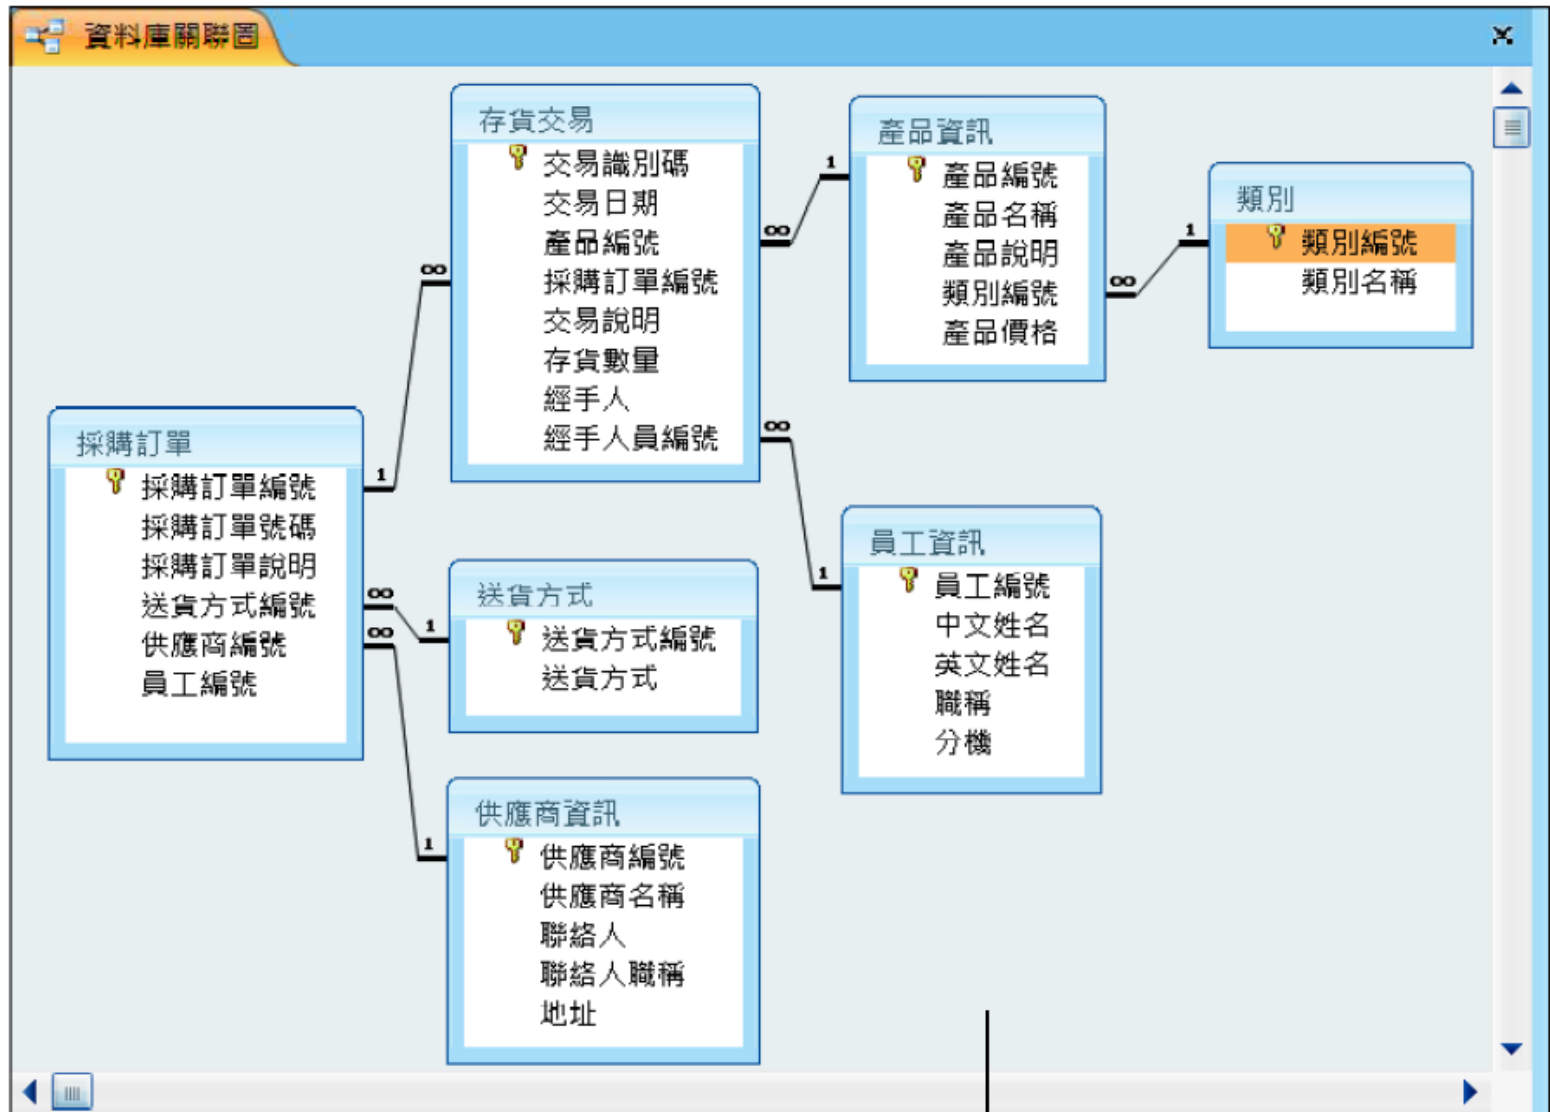 資料庫關聯圖
存貨交易
交易識別碼
交易日期
產品編號
採購訂單編號
交易說明
存貨數量
經手人
經手人員編號
產品資訊
產品編號
產品名稱
產品說明
類別編號
產品價格
類別
類別編號
類別名稱
採購訂單
採購訂單編號
採購訂單號碼
採購訂單說明
送貨方式編號
供應商編號
員工編號
送貨方式
送貨方式編號
送貨方式
員工資訊
員工編號
中文姓名
英文姓名
職稱
分機
供應商資訊
供應商編號
供應商名稱
聯絡人
聯絡人職稱
地址
1
∞
1
∞
1
∞
1
∞
∞
1
∞
1